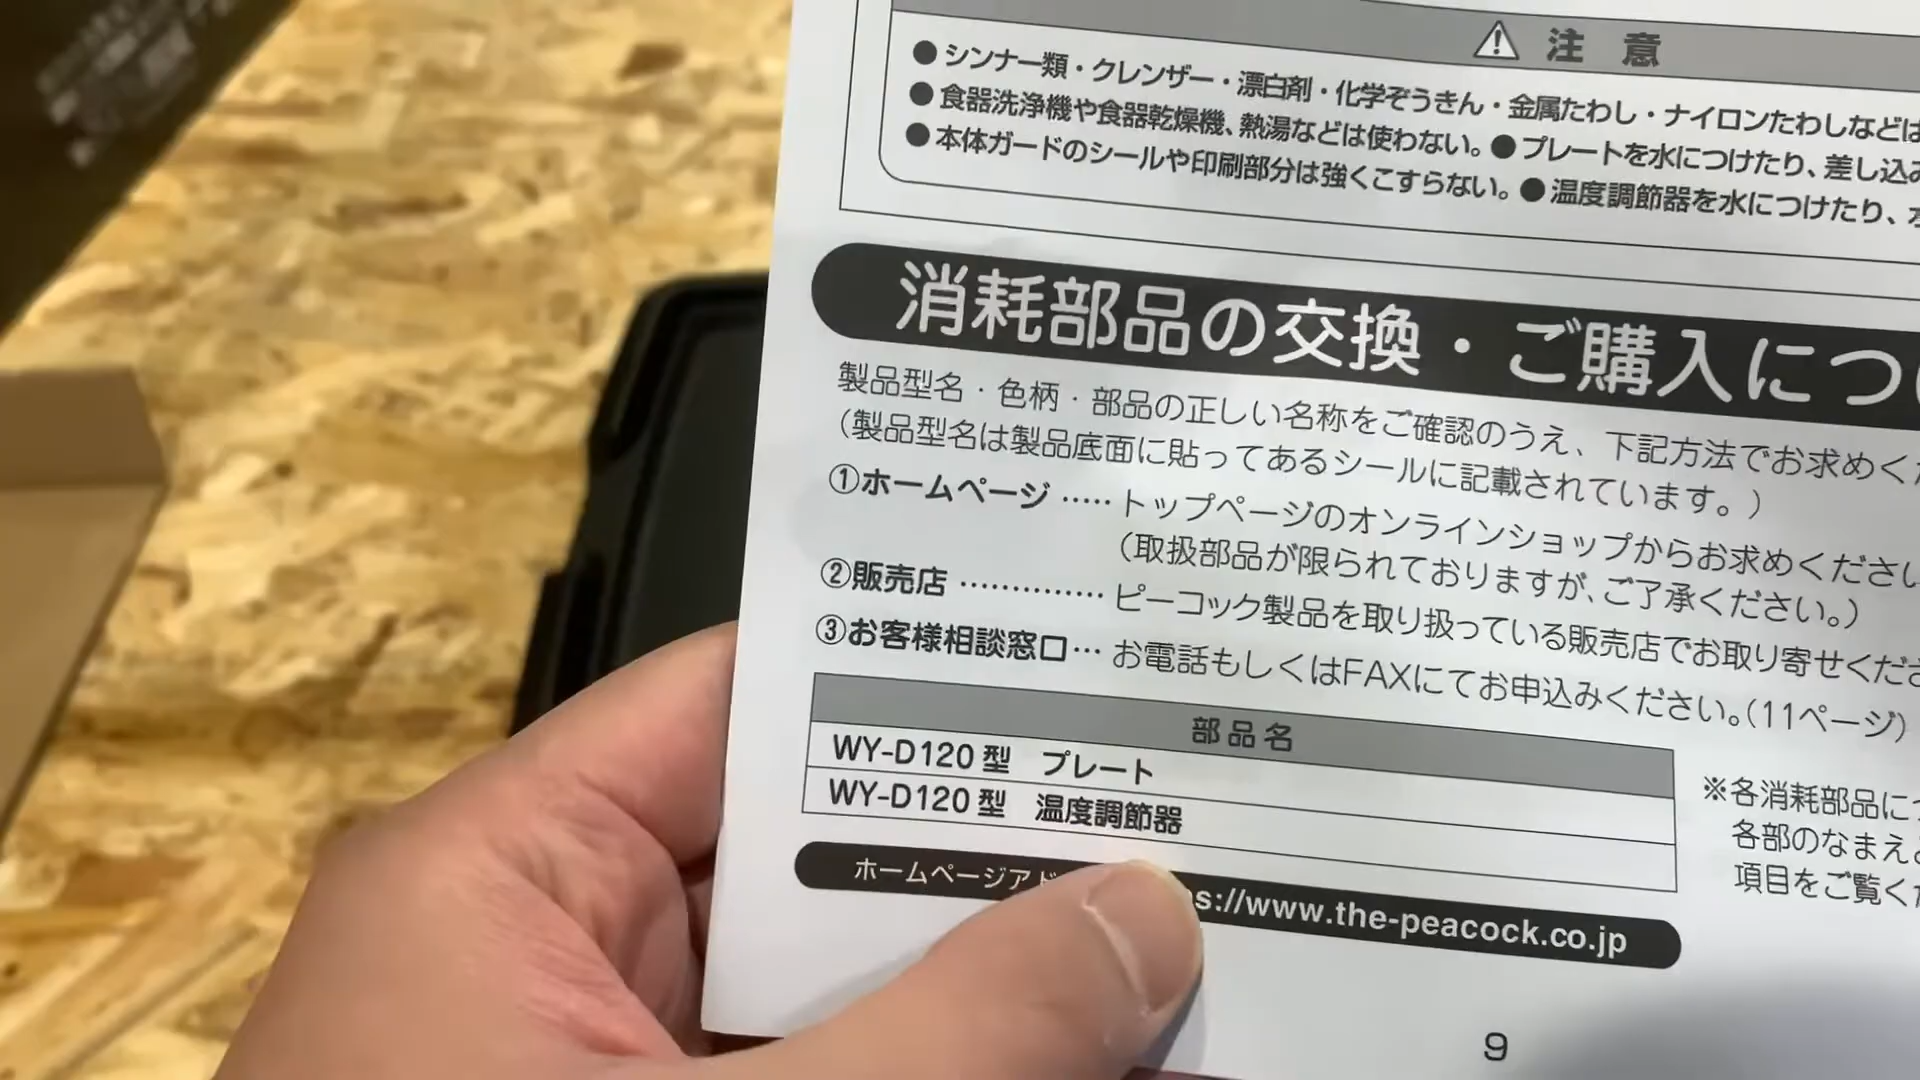 ⚠ 注 意
●シンナー類・クレンザー・漂白剤・化学ぞうきん・金属たわし・ナイロンたわしなどは
●食器洗浄機や食器乾燥機、熱湯などは使わない。●プレートを水につけたり、差し込み
●本体ガードのシールや印刷部分は強くこすらない。●温度調節器を水につけたり、
消耗部品の交換・ご購入につ
製品型名・色柄・部品の正しい名称をご確認のうえ、下記方法でお求めくだ
（製品型名は製品底面に貼ってあるシールに記載されています。）
①ホームページ ‥‥‥トップページのオンラインショップからお求めください
（取扱部品が限られておりますが、ご了承ください。）
②販売店 ‥‥‥‥‥‥‥ピーコック製品を取り扱っている販売店でお取り寄せくださ
③お客様相談窓口… お電話もしくはFAXにてお申込みください。(11ページ)
部品名
WY-D120 型 プレート
WY-D120 型 温度調節器
※各消耗部品につ
各部のなまえと
項目をご覧くだ
ホームページアド s://www.the-peacock.co.jp
9